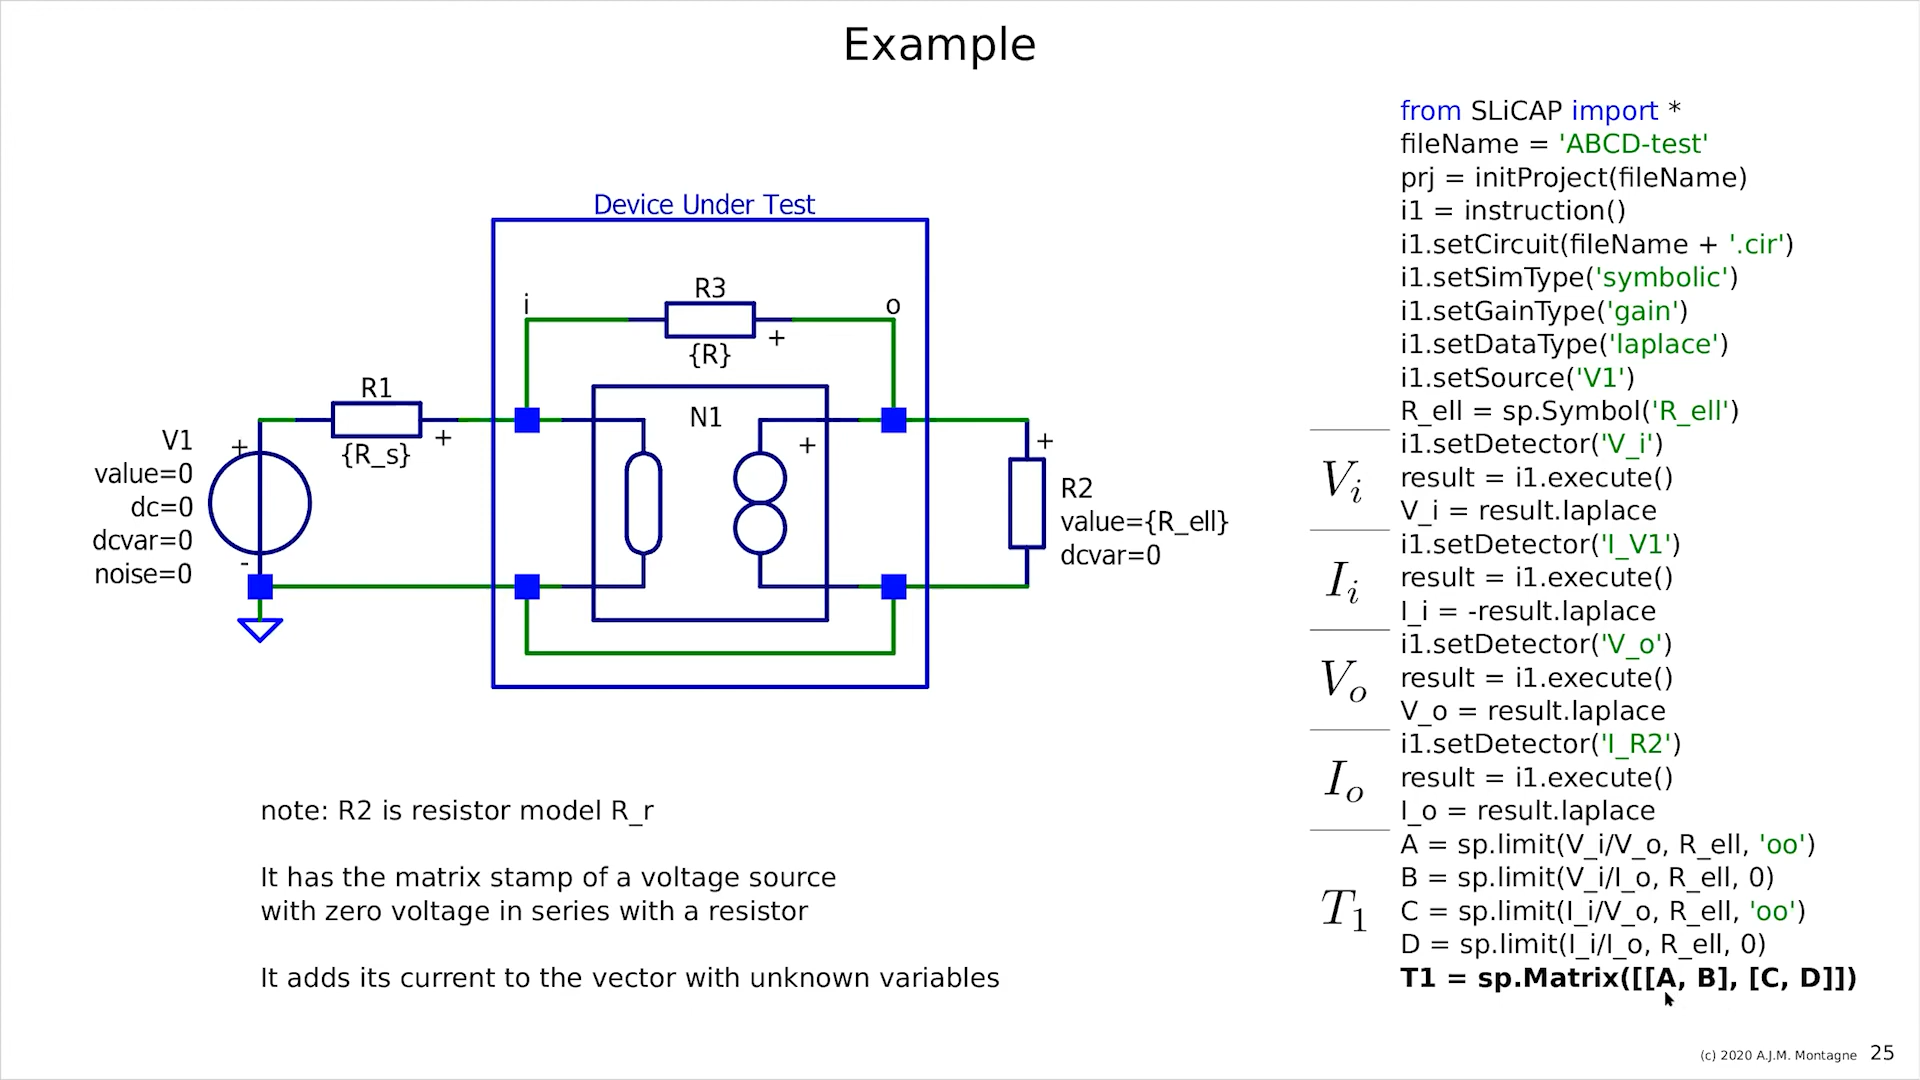 Example
Device Under Test
i
R3
o
+
{R}
R1
+
{R_s}
N1
+
V1
+
value=0
dc=0
dcvar=0
-
noise=0
+
R2
value={R_ell}
dcvar=0
note: R2 is resistor model R_r
It has the matrix stamp of a voltage source
with zero voltage in series with a resistor
It adds its current to the vector with unknown variables
from SLiCAP import *
fileName = 'ABCD-test'
prj = initProject(fileName)
i1 = instruction()
i1.setCircuit(fileName + '.cir')
i1.setSimType('symbolic')
i1.setGainType('gain')
i1.setDataType('laplace')
i1.setSource('V1')
R_ell = sp.Symbol('R_ell')
V_i
i1.setDetector('V_i')
result = i1.execute()
V_i = result.laplace
I_i
i1.setDetector('I_V1')
result = i1.execute()
I_i = -result.laplace
V_o
i1.setDetector('V_o')
result = i1.execute()
V_o = result.laplace
I_o
i1.setDetector('I_R2')
result = i1.execute()
I_o = result.laplace
T_1
A = sp.limit(V_i/V_o, R_ell, 'oo')
B = sp.limit(V_i/I_o, R_ell, 0)
C = sp.limit(I_i/V_o, R_ell, 'oo')
D = sp.limit(I_i/I_o, R_ell, 0)
T1 = sp.Matrix([[A, B], [C, D]])
(c) 2020 A.J.M. Montagne 25